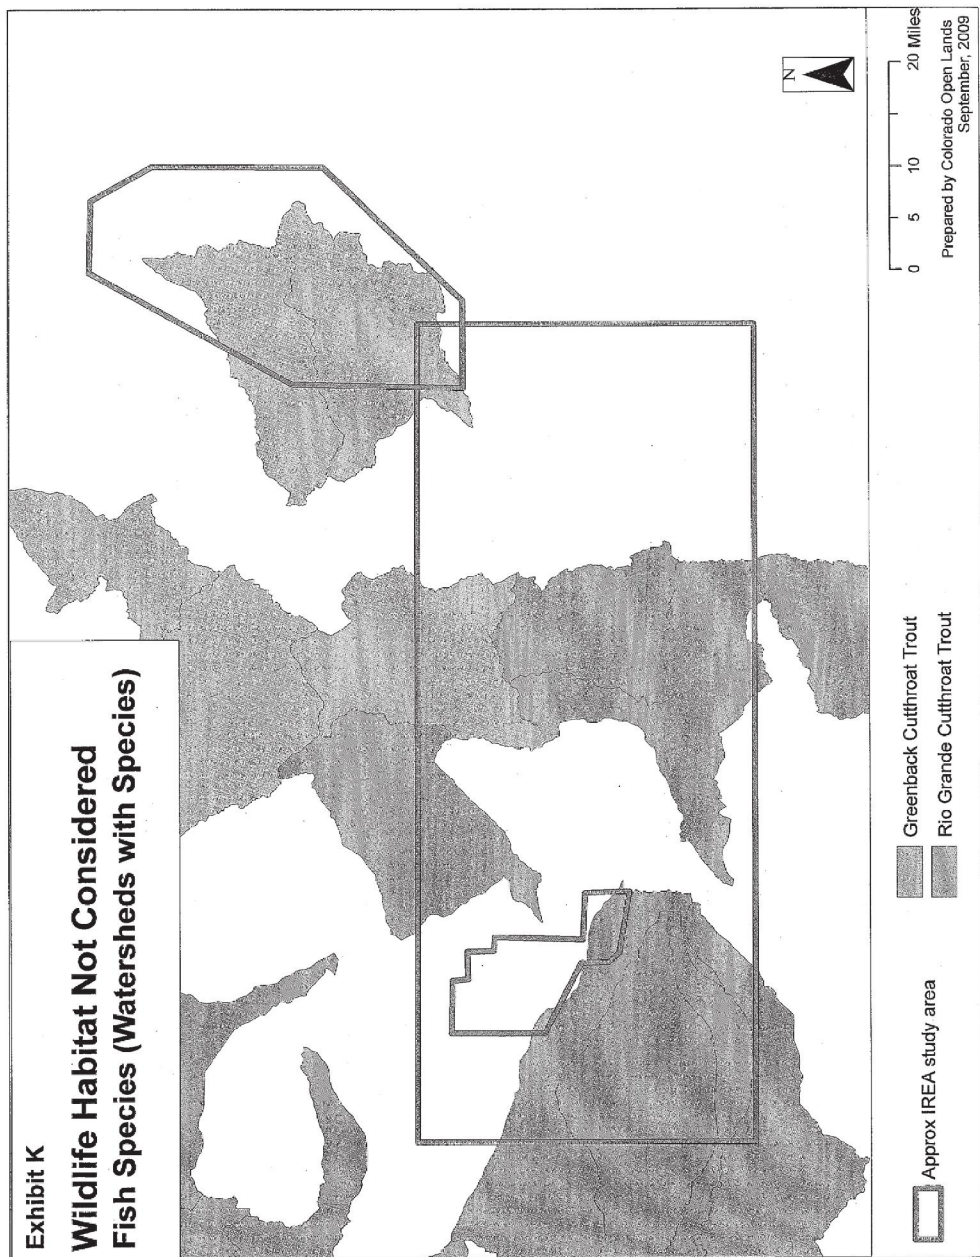 Exhibit K
Wildlife Habitat Not Considered
Fish Species (Watersheds with Species)
N
Approx IREA study area
Greenback Cutthroat Trout
Rio Grande Cutthroat Trout
0 5 10 20 Miles
Prepared by Colorado Open Lands
September, 2009